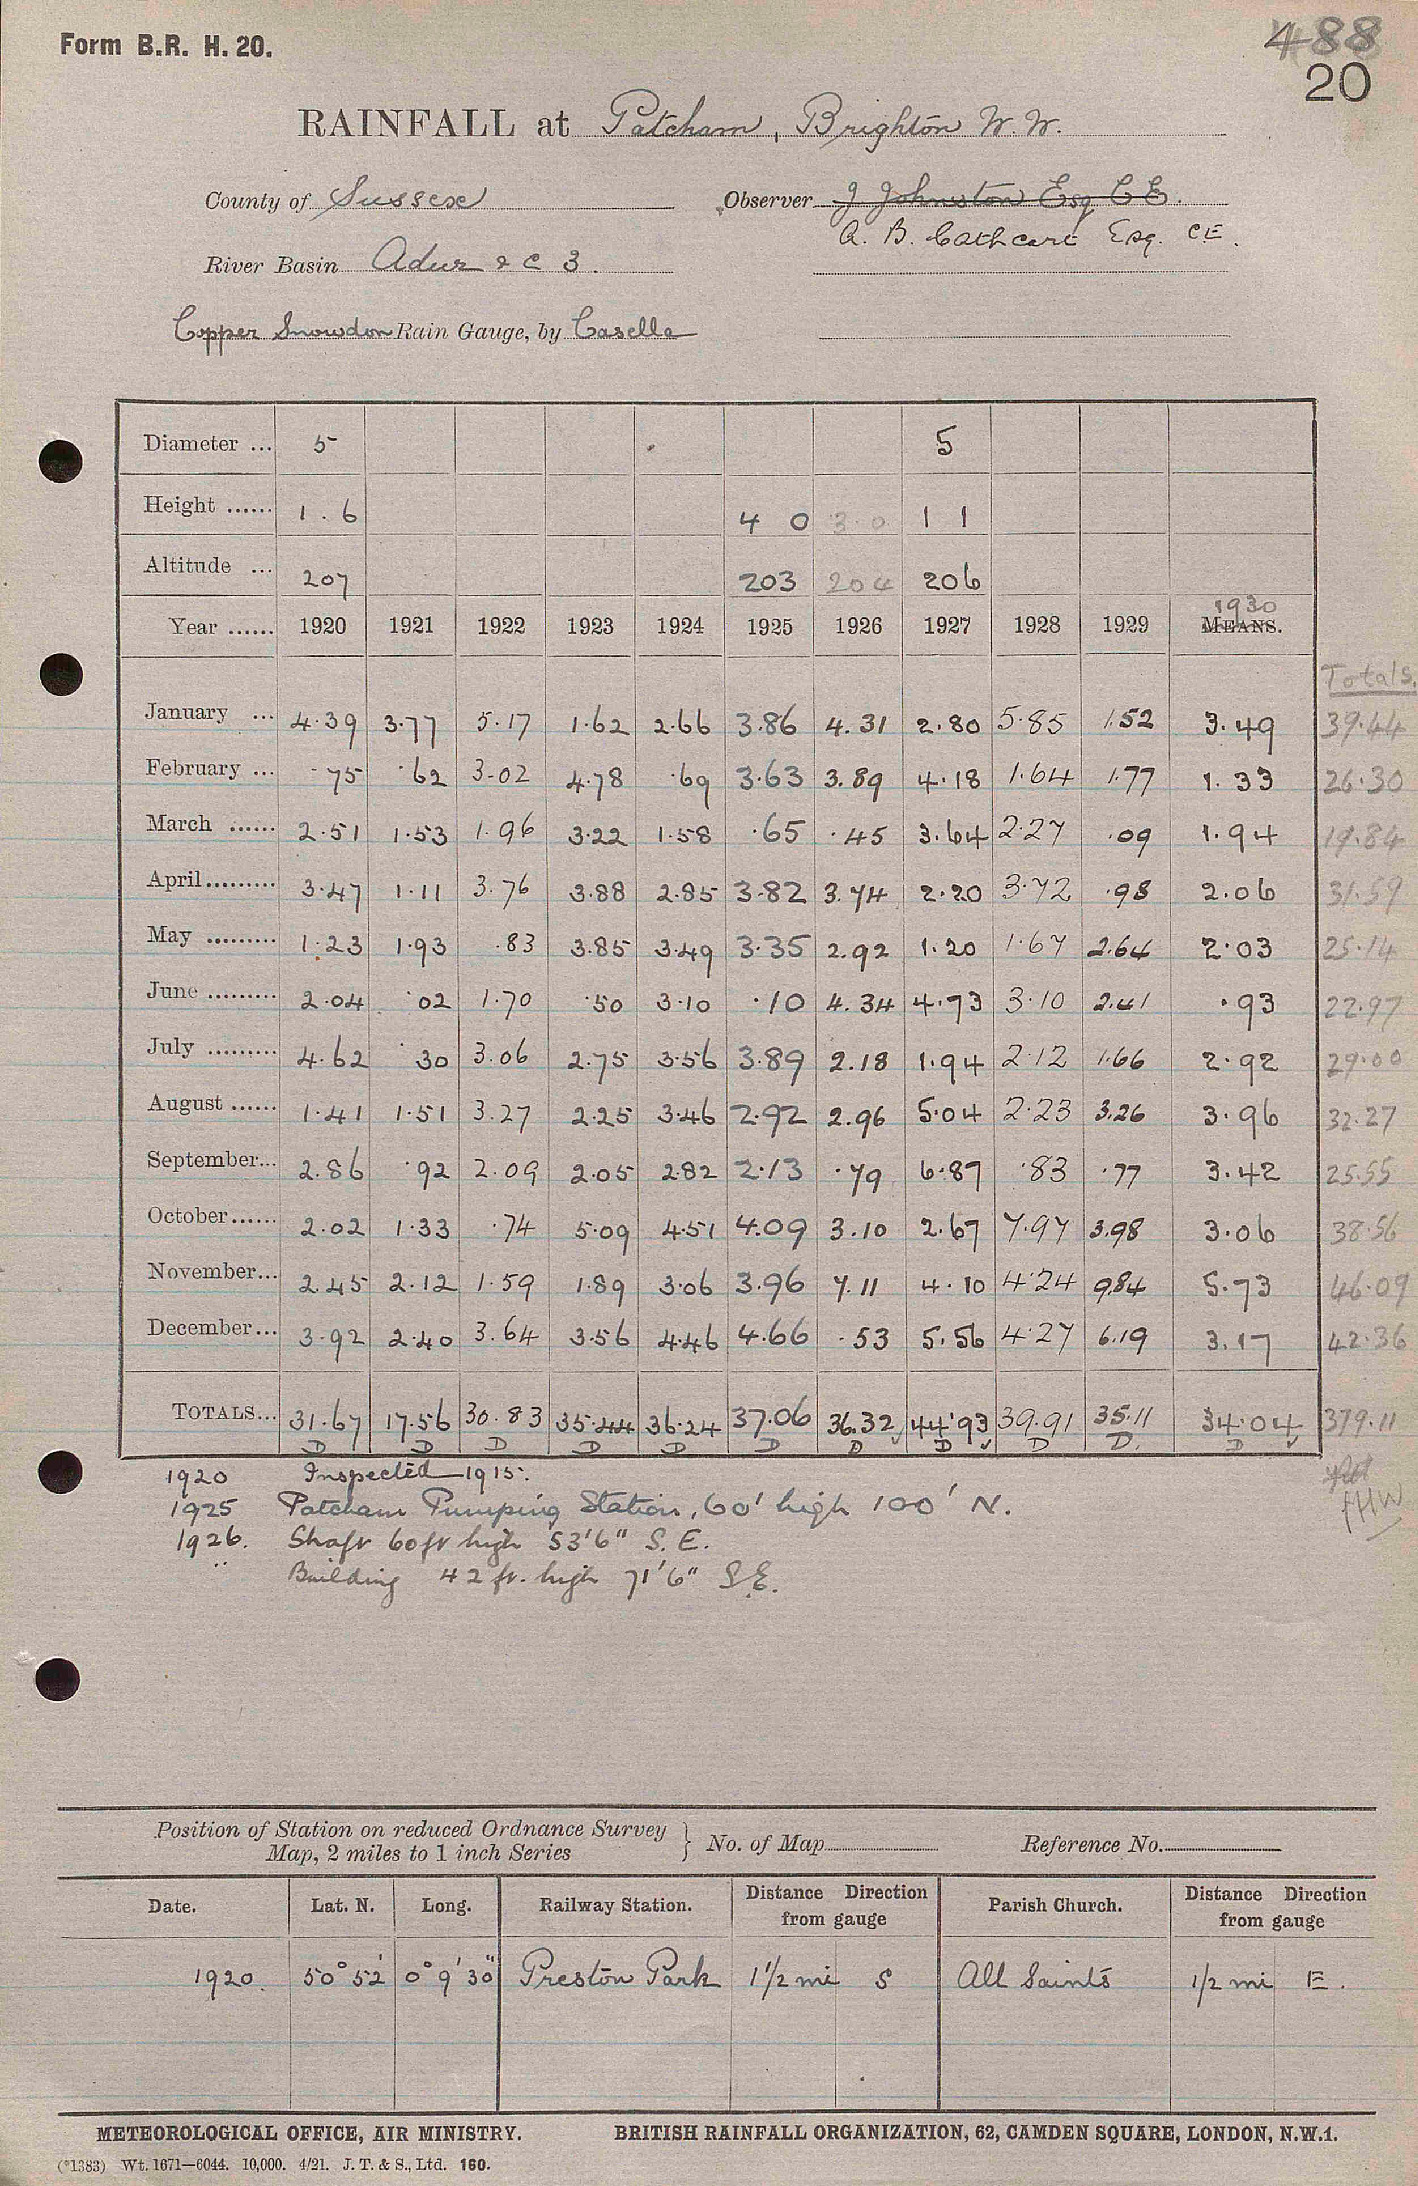 Form B.R. H. 20.
488
20
RAINFALL at Patcham, Brighton W.W.
County of Sussex Observer J Johnston Esq C E.
A. B. Cathcart Esq. CE.
River Basin Adur & C 3.
Copper Snowdon Rain Gauge, by Casella
Diameter ... 5 5
Height ...... 1 . 6 4 0 3 0 1 1
Altitude ... 207 203 204 206
1930
Year ...... 1920 1921 1922 1923 1924 1925 1926 1927 1928 1929 MEANS.
Totals.
January ... 4.39 3.77 5.17 1.62 2.66 3.86 4.31 2.80 5.85 1.52 3.49 39.44
February ... .75 .62 3.02 4.78 .69 3.63 3.89 4.18 1.64 1.77 1.33 26.30
March ...... 2.51 1.53 1.96 3.22 1.58 .65 .45 3.64 2.27 .09 1.94 19.84
April ......... 3.47 1.11 3.76 3.88 2.85 3.82 3.74 2.20 3.72 .98 2.06 31.59
May ......... 1.23 1.93 .83 3.85 3.49 3.35 2.92 1.20 1.67 2.64 2.03 25.14
June ......... 2.04 .02 1.70 .50 3.10 .10 4.34 4.73 3.10 2.41 .93 22.97
July ......... 4.62 .30 3.06 2.75 3.56 3.89 2.18 1.94 2.12 1.66 2.92 29.00
August ...... 1.41 1.51 3.27 2.25 3.46 2.92 2.96 5.04 2.23 3.26 3.96 32.27
September... 2.86 .92 2.09 2.05 2.82 2.13 .79 6.87 .83 .77 3.42 25.55
October...... 2.02 1.33 .74 5.09 4.51 4.09 3.10 2.67 7.97 3.98 3.06 38.56
November... 2.45 2.12 1.59 1.89 3.06 3.96 7.11 4.10 4.24 9.84 5.73 46.09
December... 3.92 2.40 3.64 3.56 4.46 4.66 .53 5.56 4.27 6.19 3.17 42.36
TOTALS... 31.67 17.56 30.83 35.44 36.24 37.06 36.32 44.93 39.91 35.11 34.04 379.11
D D D D D D D D D D. D
1920 Inspected 1915.
1925 Patcham Pumping Station, 60' high 100' N.
1926. Shaft 60ft high 53'6" S. E.
" Building 42 ft. high 71'6" S.E.
Position of Station on reduced Ordnance Survey Map, 2 miles to 1 inch Series } No. of Map Reference No.
Date. Lat. N. Long. Railway Station. Distance Direction from gauge Parish Church. Distance Direction from gauge
1920 50° 52' 0° 9' 30" Preston Park 1 1/2 mi S All Saints 1/2 mi E.
METEOROLOGICAL OFFICE, AIR MINISTRY. BRITISH RAINFALL ORGANIZATION, 62, CAMDEN SQUARE, LONDON, N.W.1.
(*1383) Wt. 1671—6044. 10,000. 4/21. J. T. & S., Ltd. 160.